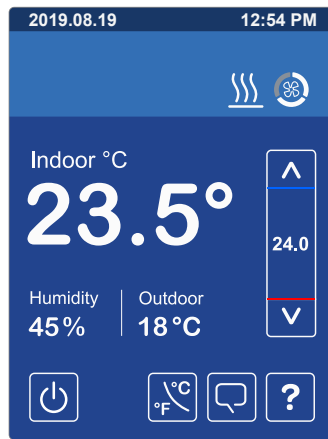 2019.08.19 12:54 PM
Indoor °C
23.5°
24.0
Humidity Outdoor
45% 18°C
°C
°F
?